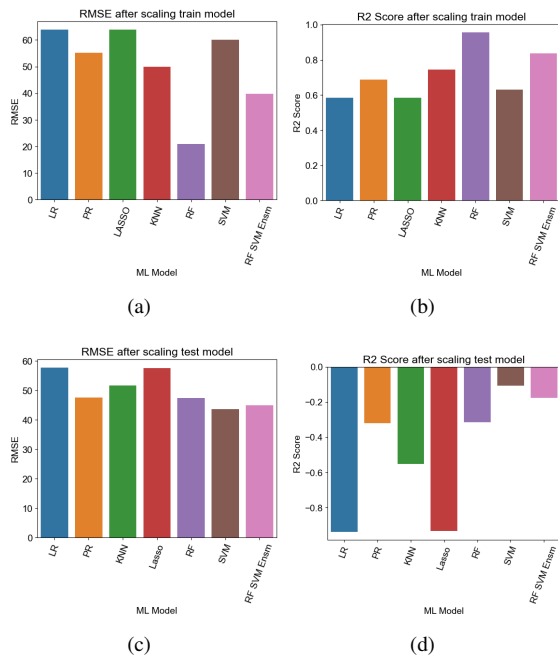 RMSE after scaling train model
RMSE
60
50
40
30
20
10
0
LR
PR
LASSO
KNN
RF
SVM
RF SVM Ensm
ML Model
(a)
R2 Score after scaling train model
R2 Score
1.0
0.8
0.6
0.4
0.2
0.0
LR
PR
LASSO
KNN
RF
SVM
RF SVM Ensm
ML Model
(b)
RMSE after scaling test model
RMSE
60
50
40
30
20
10
0
LR
PR
KNN
Lasso
RF
SVM
RF SVM Ensm
ML Model
(c)
R2 Score after scaling test model
R2 Score
0.0
−0.2
−0.4
−0.6
−0.8
LR
PR
KNN
Lasso
RF
SVM
RF SVM Ensm
ML Model
(d)